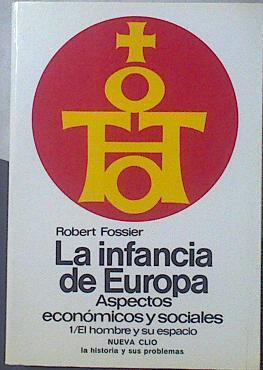 Robert Fossier
La infancia
de Europa
Aspectos
económicos y sociales
1/El hombre y su espacio
NUEVA CLIO
la historia y sus problemas